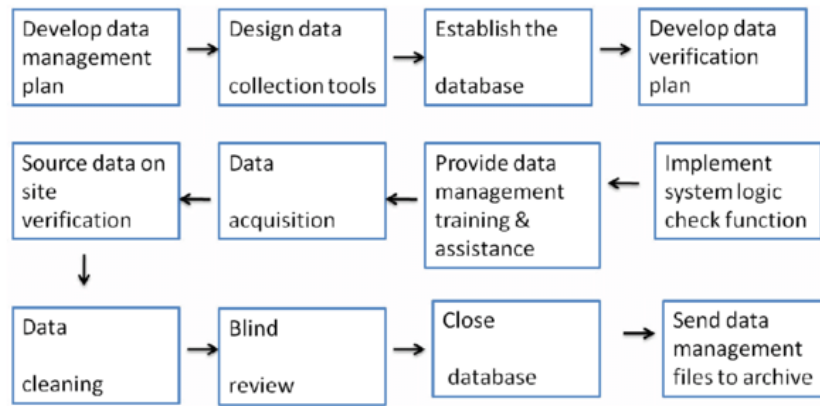 Develop data
management
plan
Design data
collection tools
Establish the
database
Develop data
verification
plan
Source data on
site
verification
Data
acquisition
Provide data
management
training &
assistance
Implement
system logic
check function
Data
cleaning
Blind
review
Close
database
Send data
management
files to archive